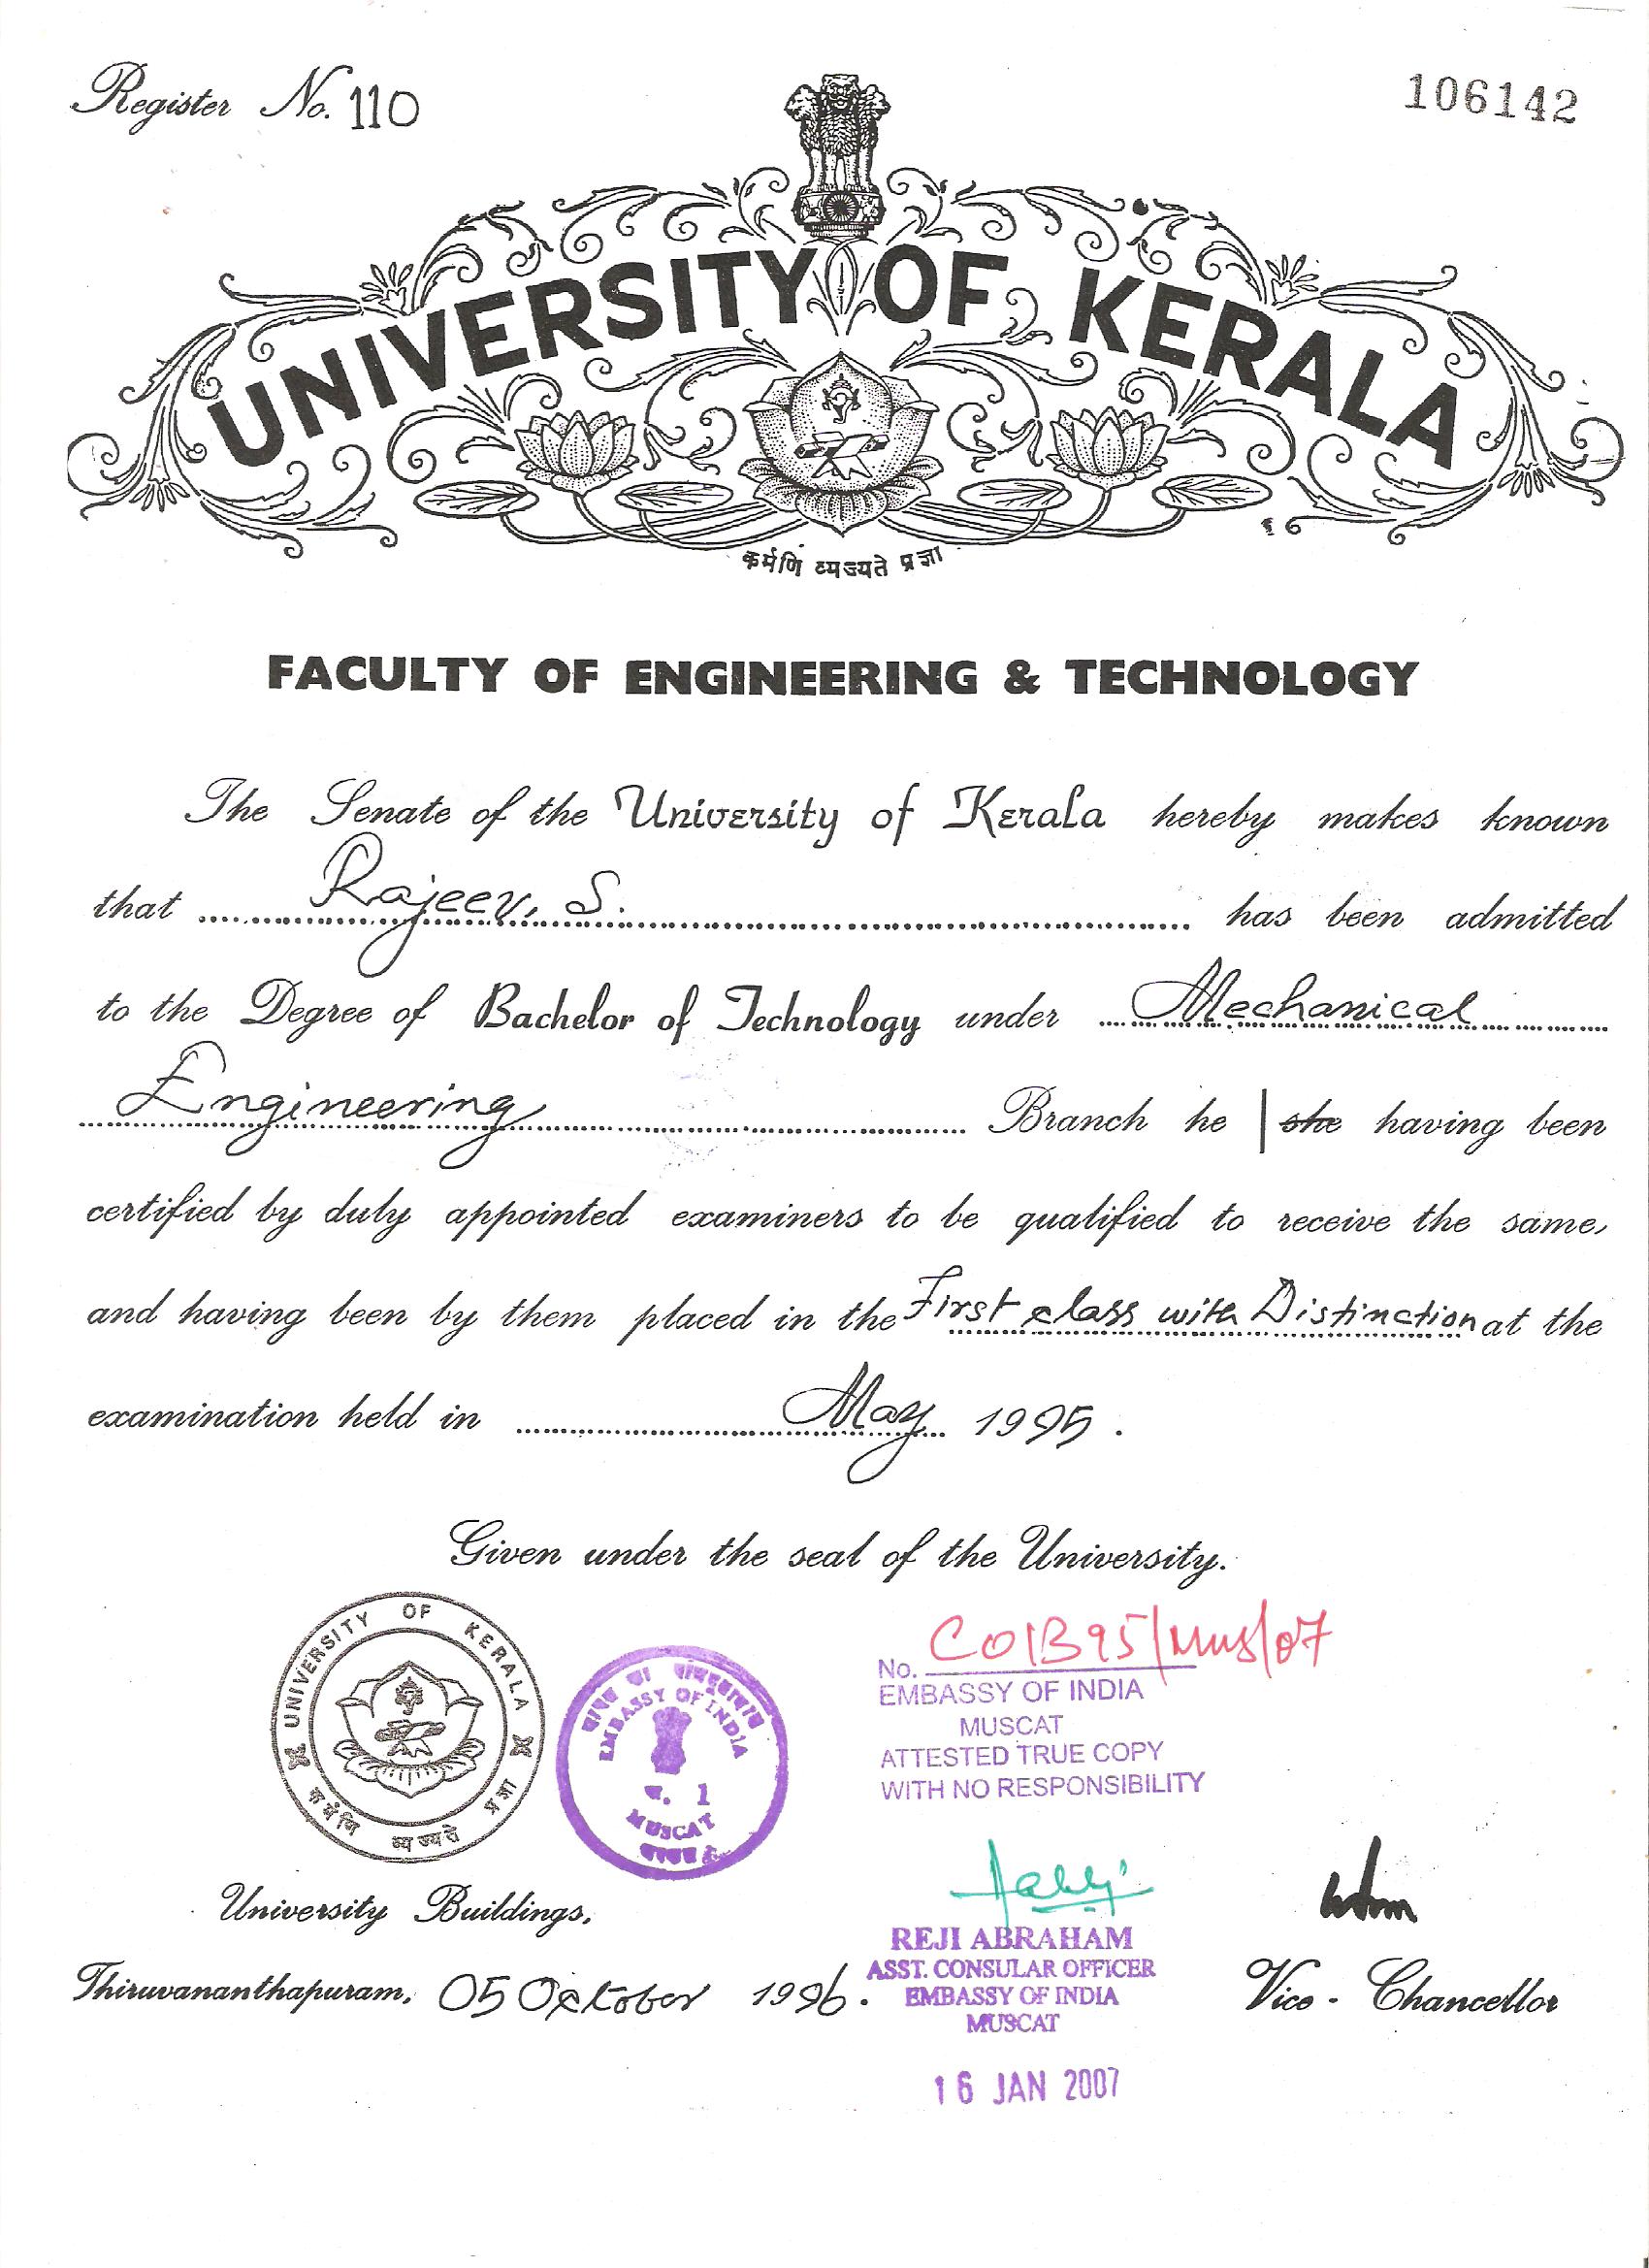 Register No. 110
106142
UNIVERSITY OF KERALA
कर्मणि व्यज्यते प्रज्ञा
FACULTY OF ENGINEERING & TECHNOLOGY
The Senate of the University of Kerala hereby makes known
that Rajeev, S. has been admitted
to the Degree of Bachelor of Technology under Mechanical
Engineering Branch he | she having been
certified by duly appointed examiners to be qualified to receive the same,
and having been by them placed in the First class with Distinction at the
examination held in May 1995.
Given under the seal of the University.
UNIVERSITY OF KERALA
कर्मणि व्यज्यते प्रज्ञा
EMBASSY OF INDIA
1
MUSCAT
No. COIB95/Mus/07
EMBASSY OF INDIA
MUSCAT
ATTESTED TRUE COPY
WITH NO RESPONSIBILITY
REJI ABRAHAM
ASST. CONSULAR OFFICER
EMBASSY OF INDIA
MUSCAT
16 JAN 2007
University Buildings,
Thiruvananthapuram, 05 October 1996.
Vice - Chancellor